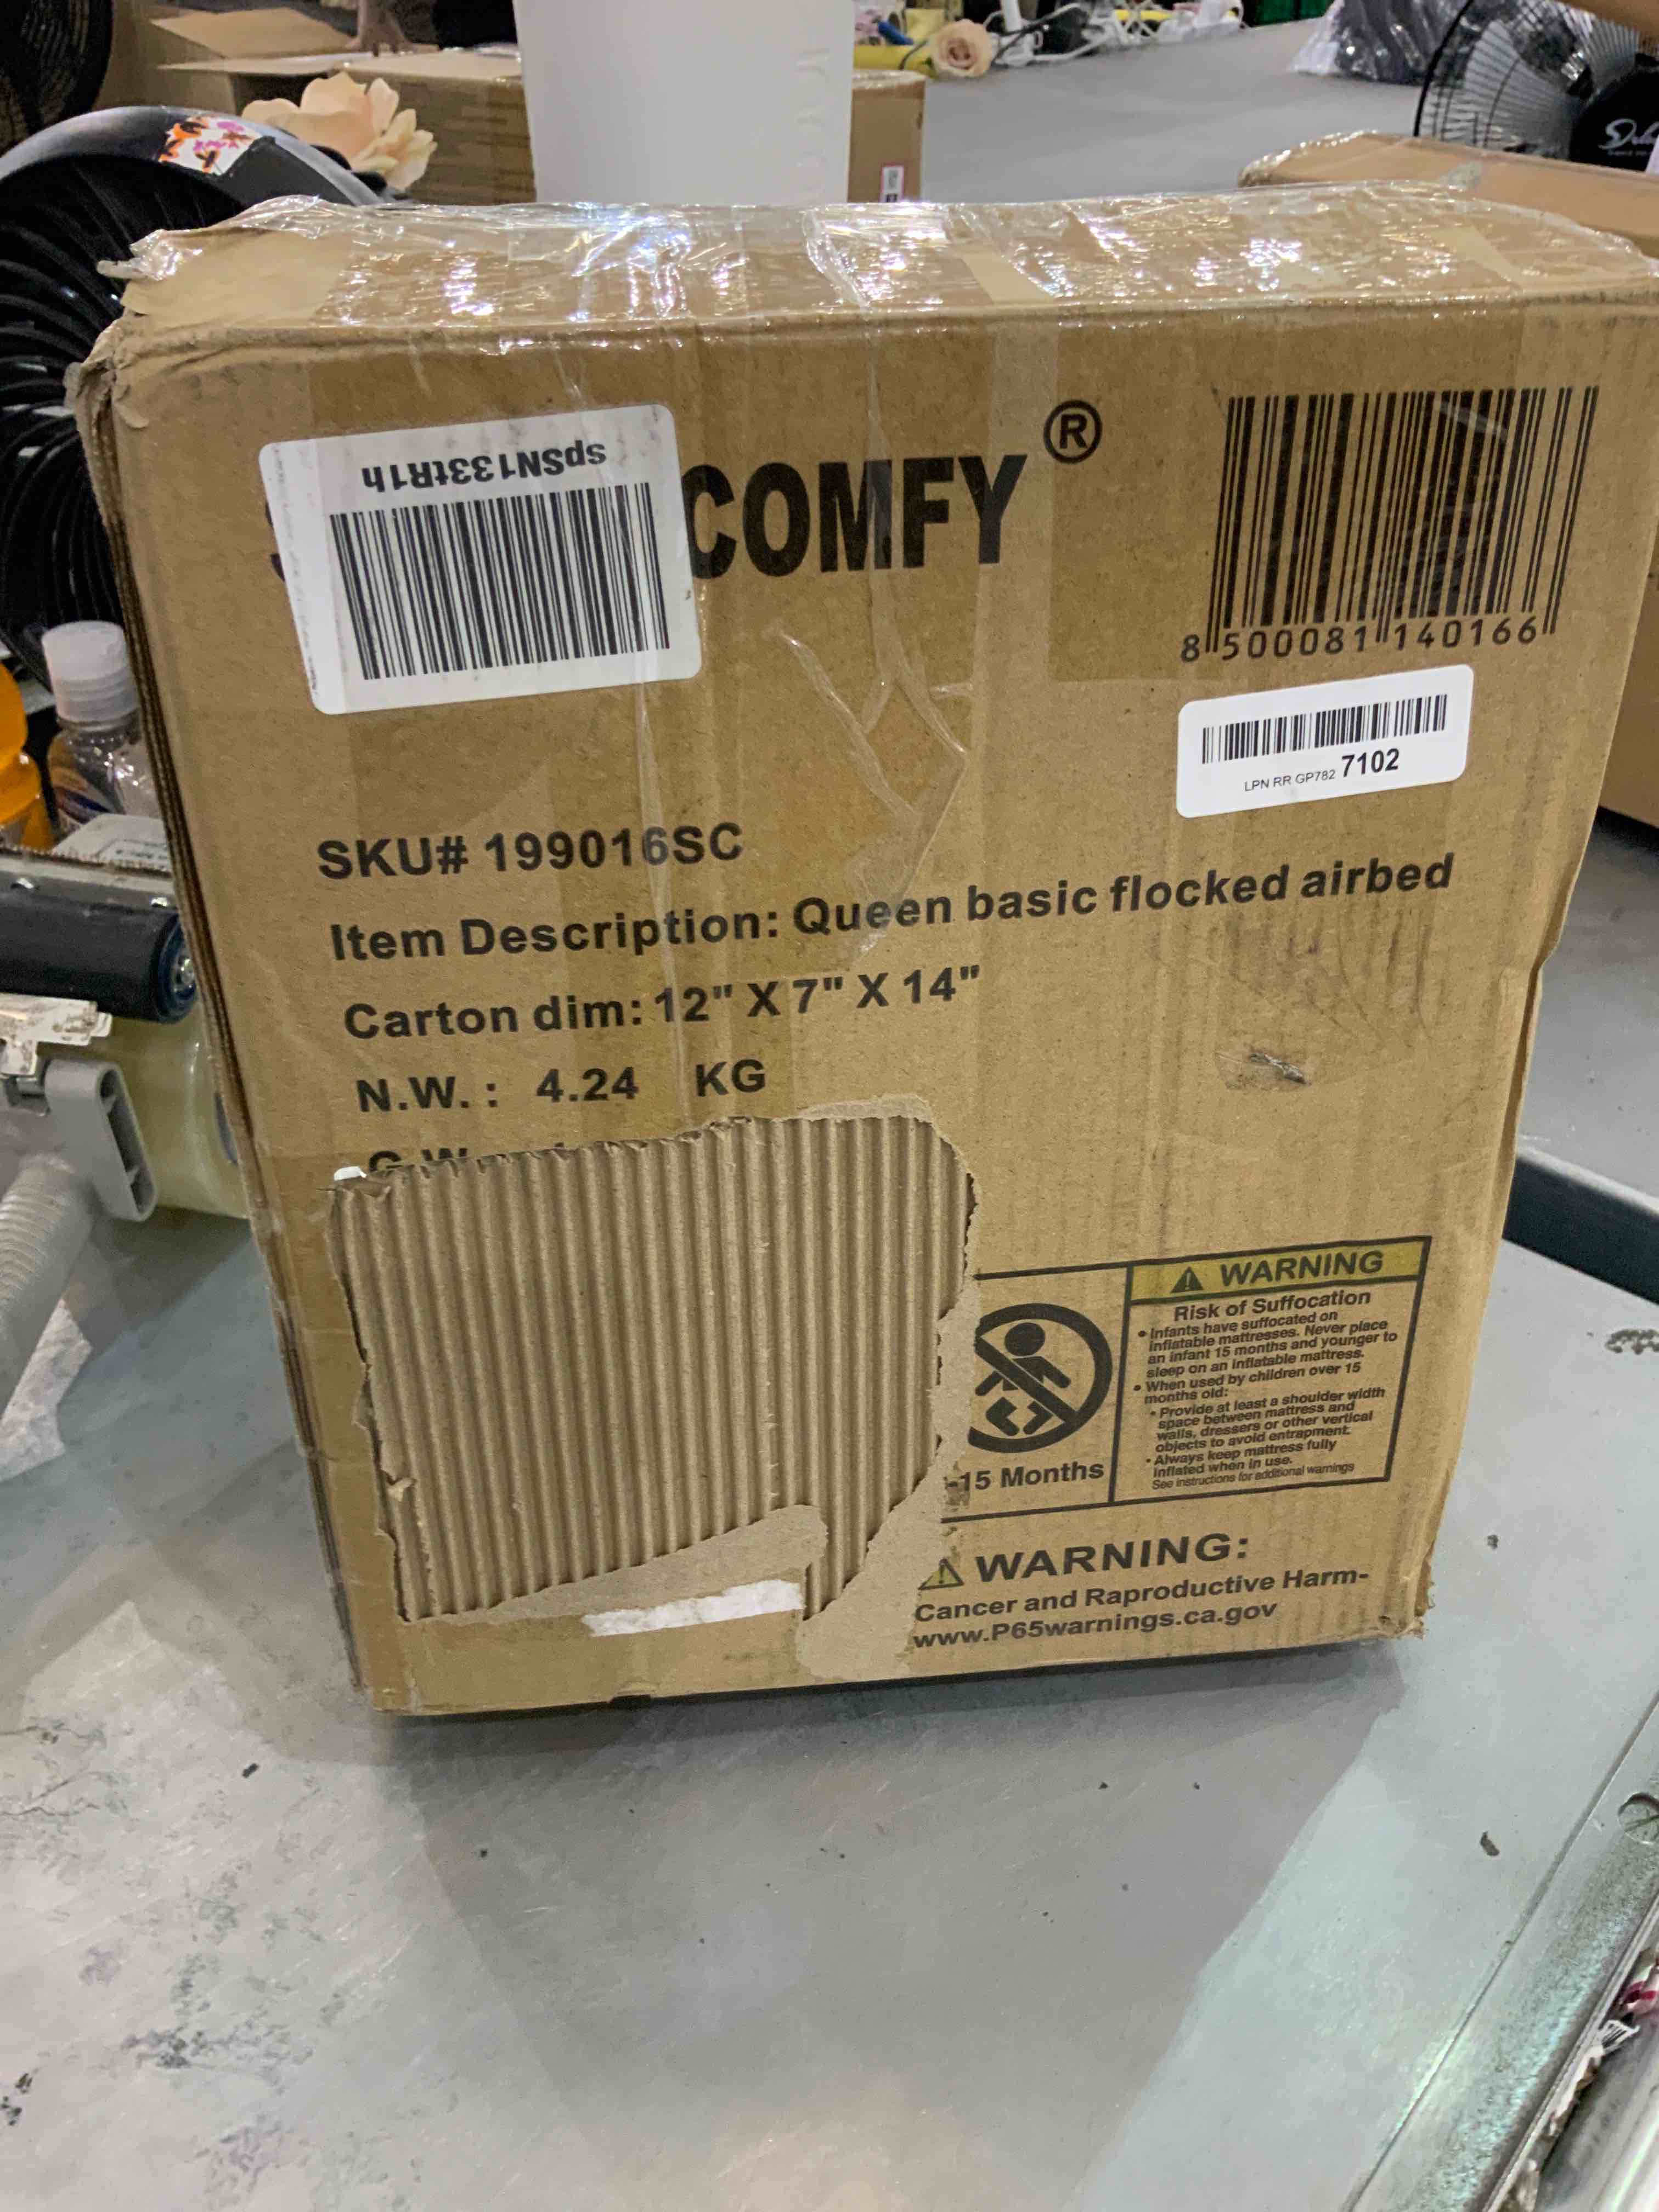 spSN133tR1h
COMFY®
8 500081 140166
LPN RR GP782 7102
SKU# 199016SC
Item Description: Queen basic flocked airbed
Carton dim: 12" X 7" X 14"
N.W. : 4.24 KG
G.W.
WARNING
Risk of Suffocation
• Infants have suffocated on
inflatable mattresses. Never place
an infant 15 months and younger to
sleep on an inflatable mattress.
• When used by children over 15
months old:
• Provide at least a shoulder width
space between mattress and
walls, dressers or other vertical
objects to avoid entrapment.
• Always keep mattress fully
inflated when in use.
See instructions for additional warnings
-15 Months
WARNING:
Cancer and Raproductive Harm-
www.P65warnings.ca.gov